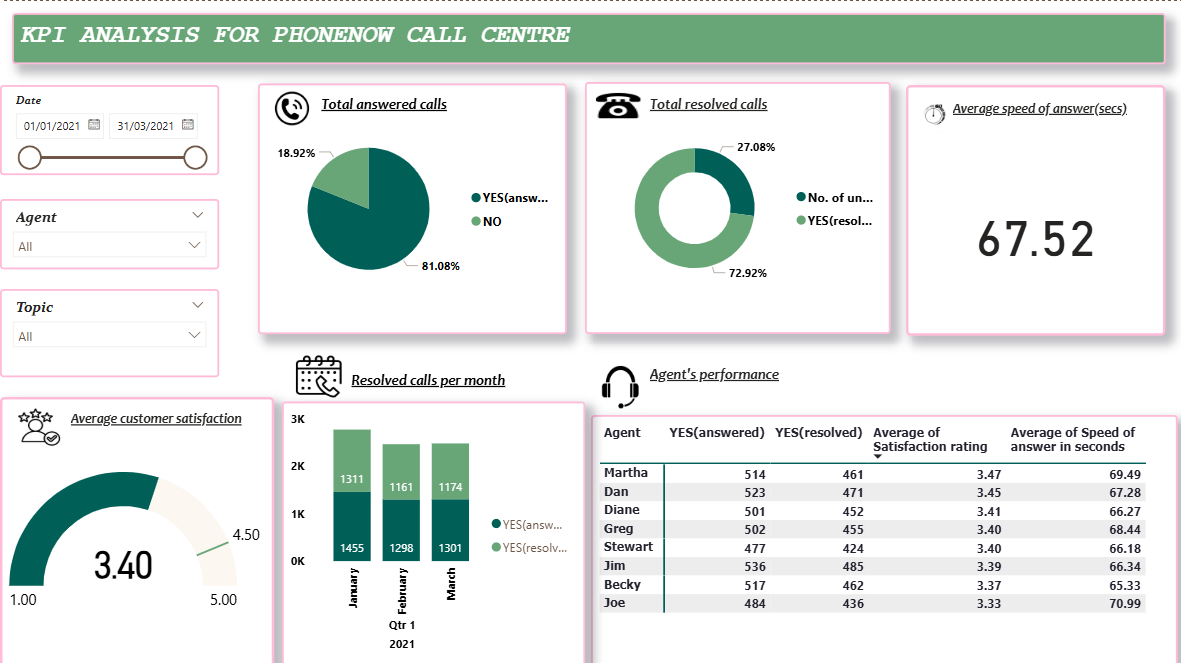 KPI ANALYSIS FOR PHONENOW CALL CENTRE
Date
01/01/2021 31/03/2021
Agent
All
Topic
All
Total answered calls
18.92%
81.08%
YES(answ...
NO
Total resolved calls
27.08%
72.92%
No. of un...
YES(resol...
Average speed of answer(secs)
67.52
Average customer satisfaction
3.40
4.50
1.00
5.00
Resolved calls per month
3K
2K
1K
0K
1311 1161 1174
1455 1298 1301
January February March
Qtr 1
2021
YES(answ...
YES(resolv...
Agent's performance
Agent YES(answered) YES(resolved) Average of Satisfaction rating Average of Speed of answer in seconds
Martha 514 461 3.47 69.49
Dan 523 471 3.45 67.28
Diane 501 452 3.41 66.27
Greg 502 455 3.40 68.44
Stewart 477 424 3.40 66.18
Jim 536 485 3.39 66.34
Becky 517 462 3.37 65.33
Joe 484 436 3.33 70.99